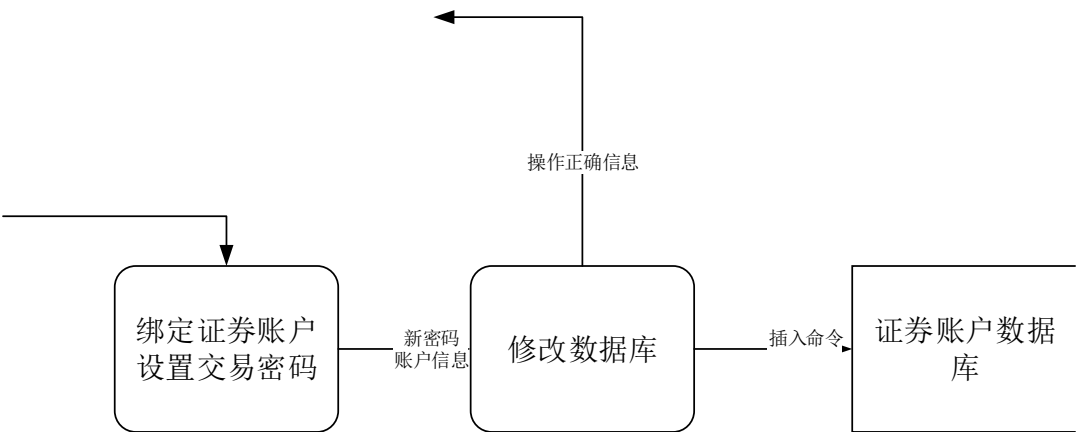 操作正确信息
绑定证券账户
设置交易密码
新密码
账户信息
修改数据库
插入命令
证券账户数据
库